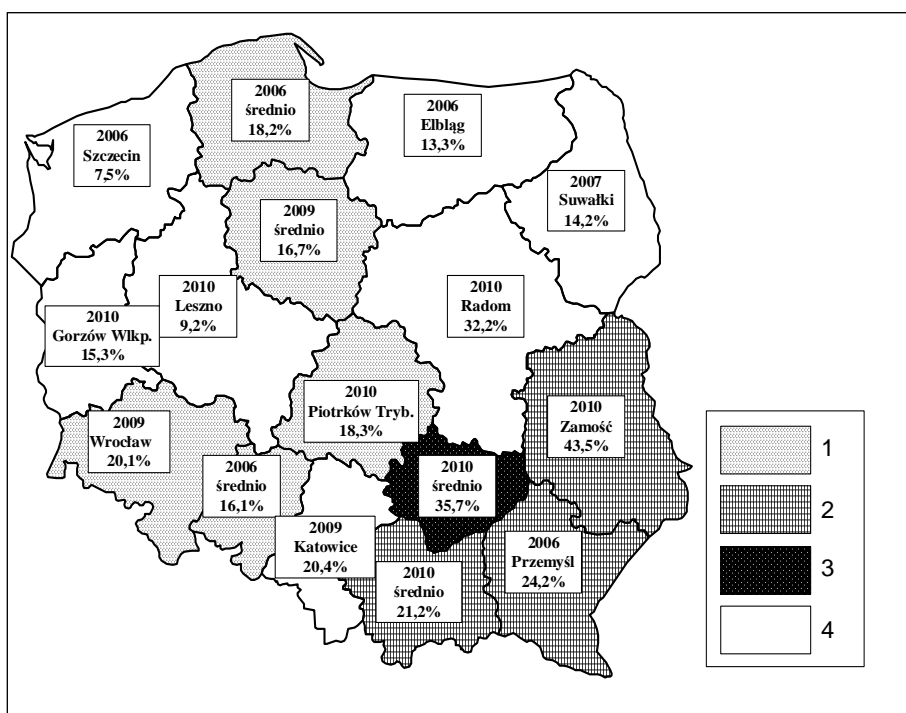 2006
średnio
18,2%
2006
Elbląg
13,3%
2006
Szczecin
7,5%
2007
Suwałki
14,2%
2009
średnio
16,7%
2010
Leszno
9,2%
2010
Radom
32,2%
2010
Gorzów Wlkp.
15,3%
2010
Piotrków Tryb.
18,3%
2010
Zamość
43,5%
2009
Wrocław
20,1%
2006
średnio
16,1%
2010
średnio
35,7%
2009
Katowice
20,4%
2006
Przemyśl
24,2%
2010
średnio
21,2%
1
2
3
4